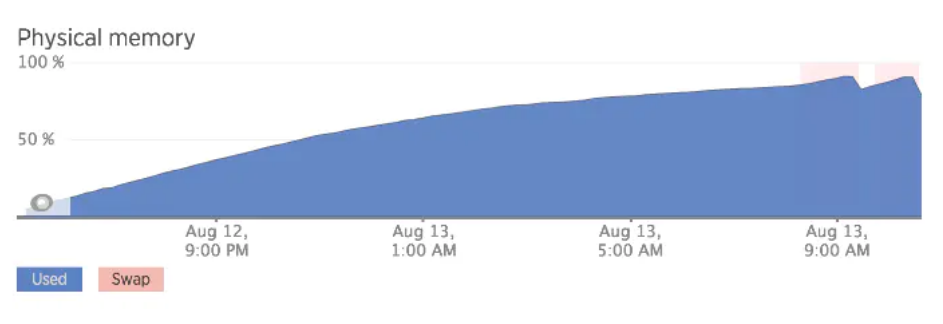 Physical memory
100 %
50 %
Aug 12,
9:00 PM
Aug 13,
1:00 AM
Aug 13,
5:00 AM
Aug 13,
9:00 AM
Used
Swap